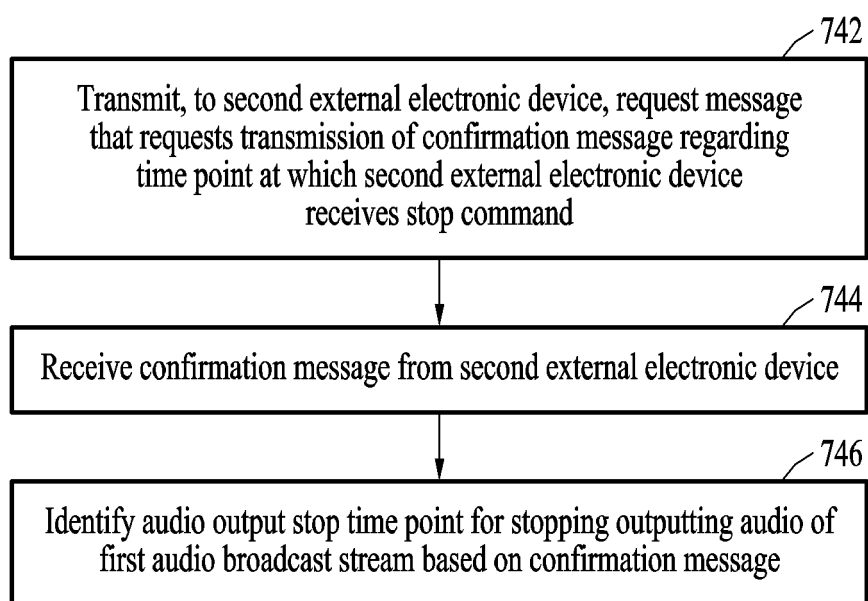 742
Transmit, to second external electronic device, request message
that requests transmission of confirmation message regarding
time point at which second external electronic device
receives stop command
744
Receive confirmation message from second external electronic device
746
Identify audio output stop time point for stopping outputting audio of
first audio broadcast stream based on confirmation message